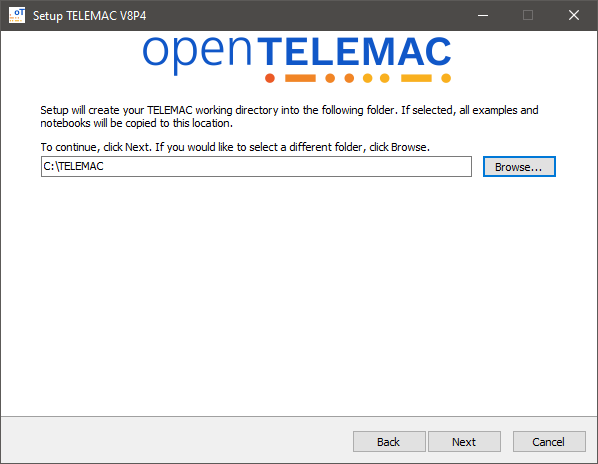 oT
Setup TELEMAC V8P4
openTELEMAC
Setup will create your TELEMAC working directory into the following folder. If selected, all examples and
notebooks will be copied to this location.
To continue, click Next. If you would like to select a different folder, click Browse.
C:\TELEMAC
Browse...
Back
Next
Cancel